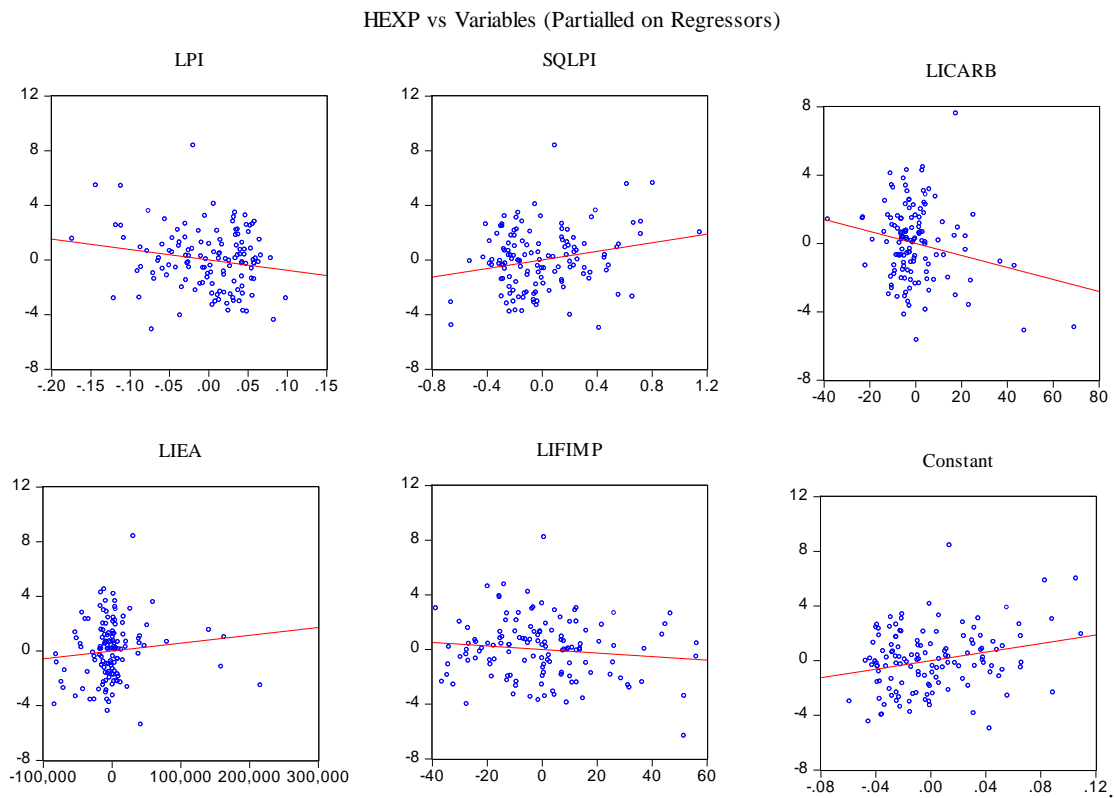 HEXP vs Variables (Partialled on Regressors)
LPI
SQLPI
LICARB
12
8
4
0
-4
-8
-.20 -.15 -.10 -.05 .00 .05 .10 .15
12
8
4
0
-4
-8
-0.8 -0.4 0.0 0.4 0.8 1.2
8
4
0
-4
-8
-40 -20 0 20 40 60 80
LIEA
LIFIMP
Constant
12
8
4
0
-4
-8
-100,000 0 100,000 200,000 300,000
12
8
4
0
-4
-8
-40 -20 0 20 40 60
12
8
4
0
-4
-8
-.08 -.04 .00 .04 .08 .12 .